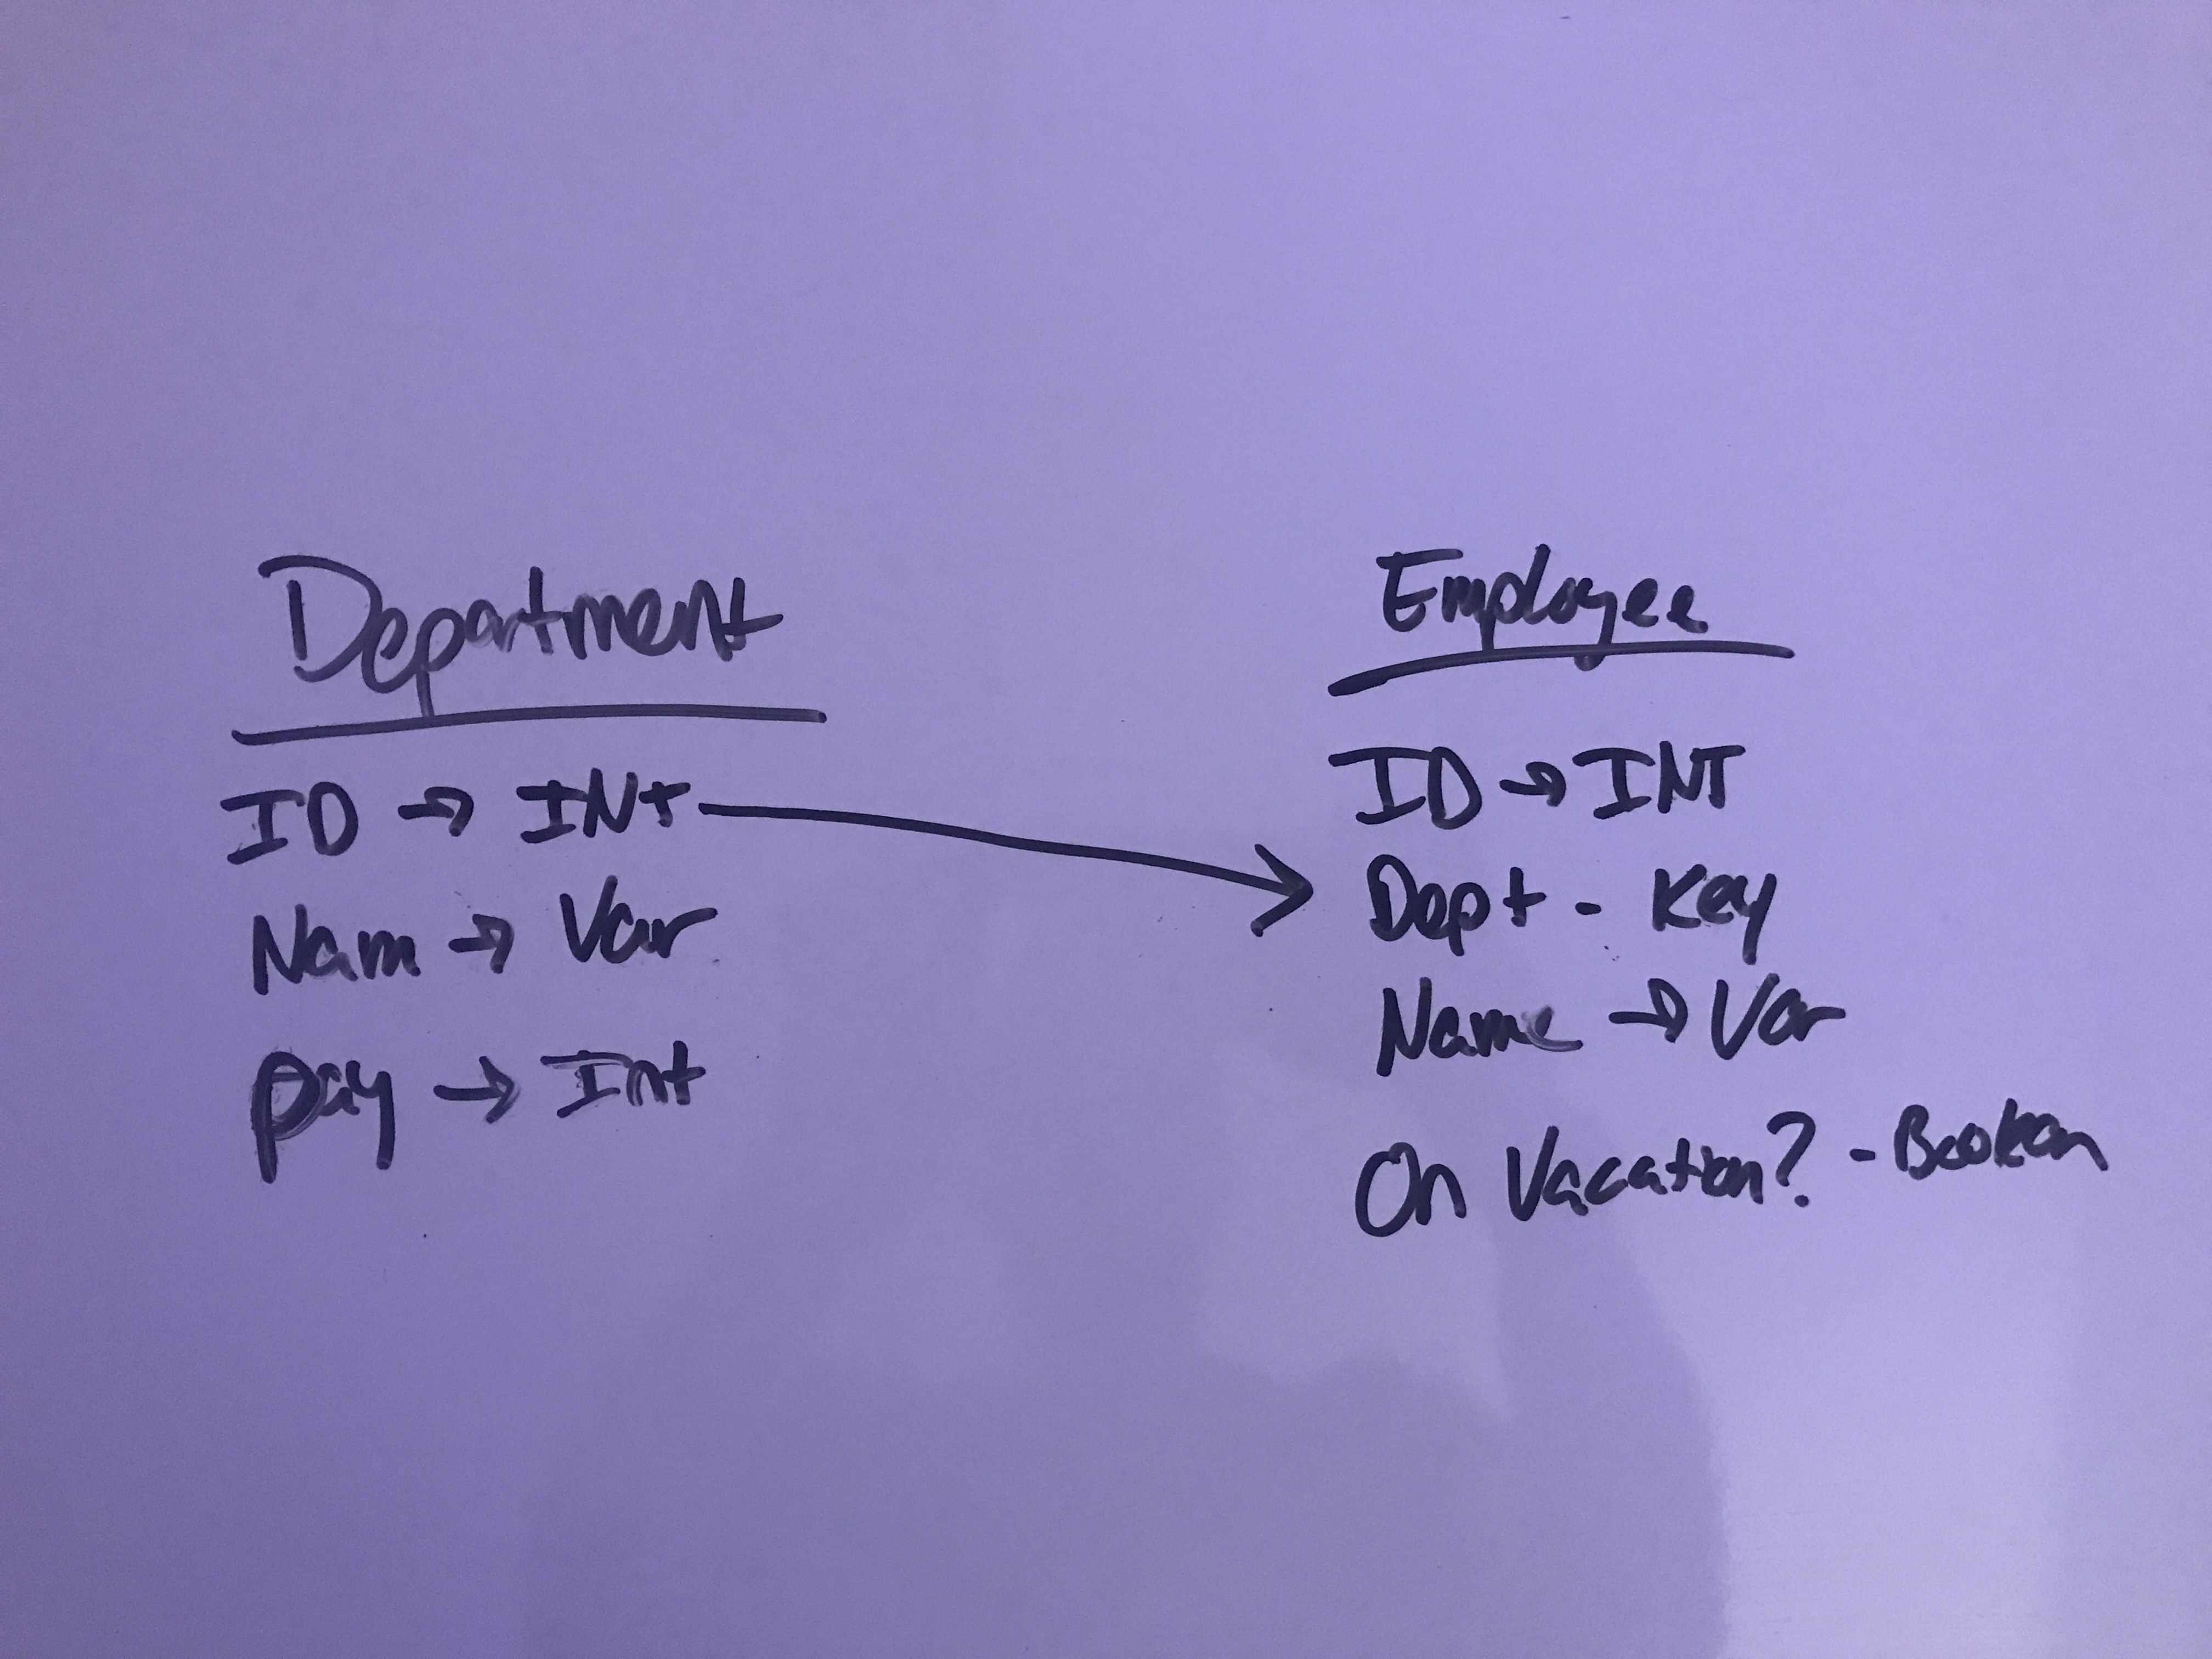 Department
ID → INt
Nam → Var
Pay → Int
Employee
ID → INT
Dept - Key
Name → Var
On Vacation? - Boolean